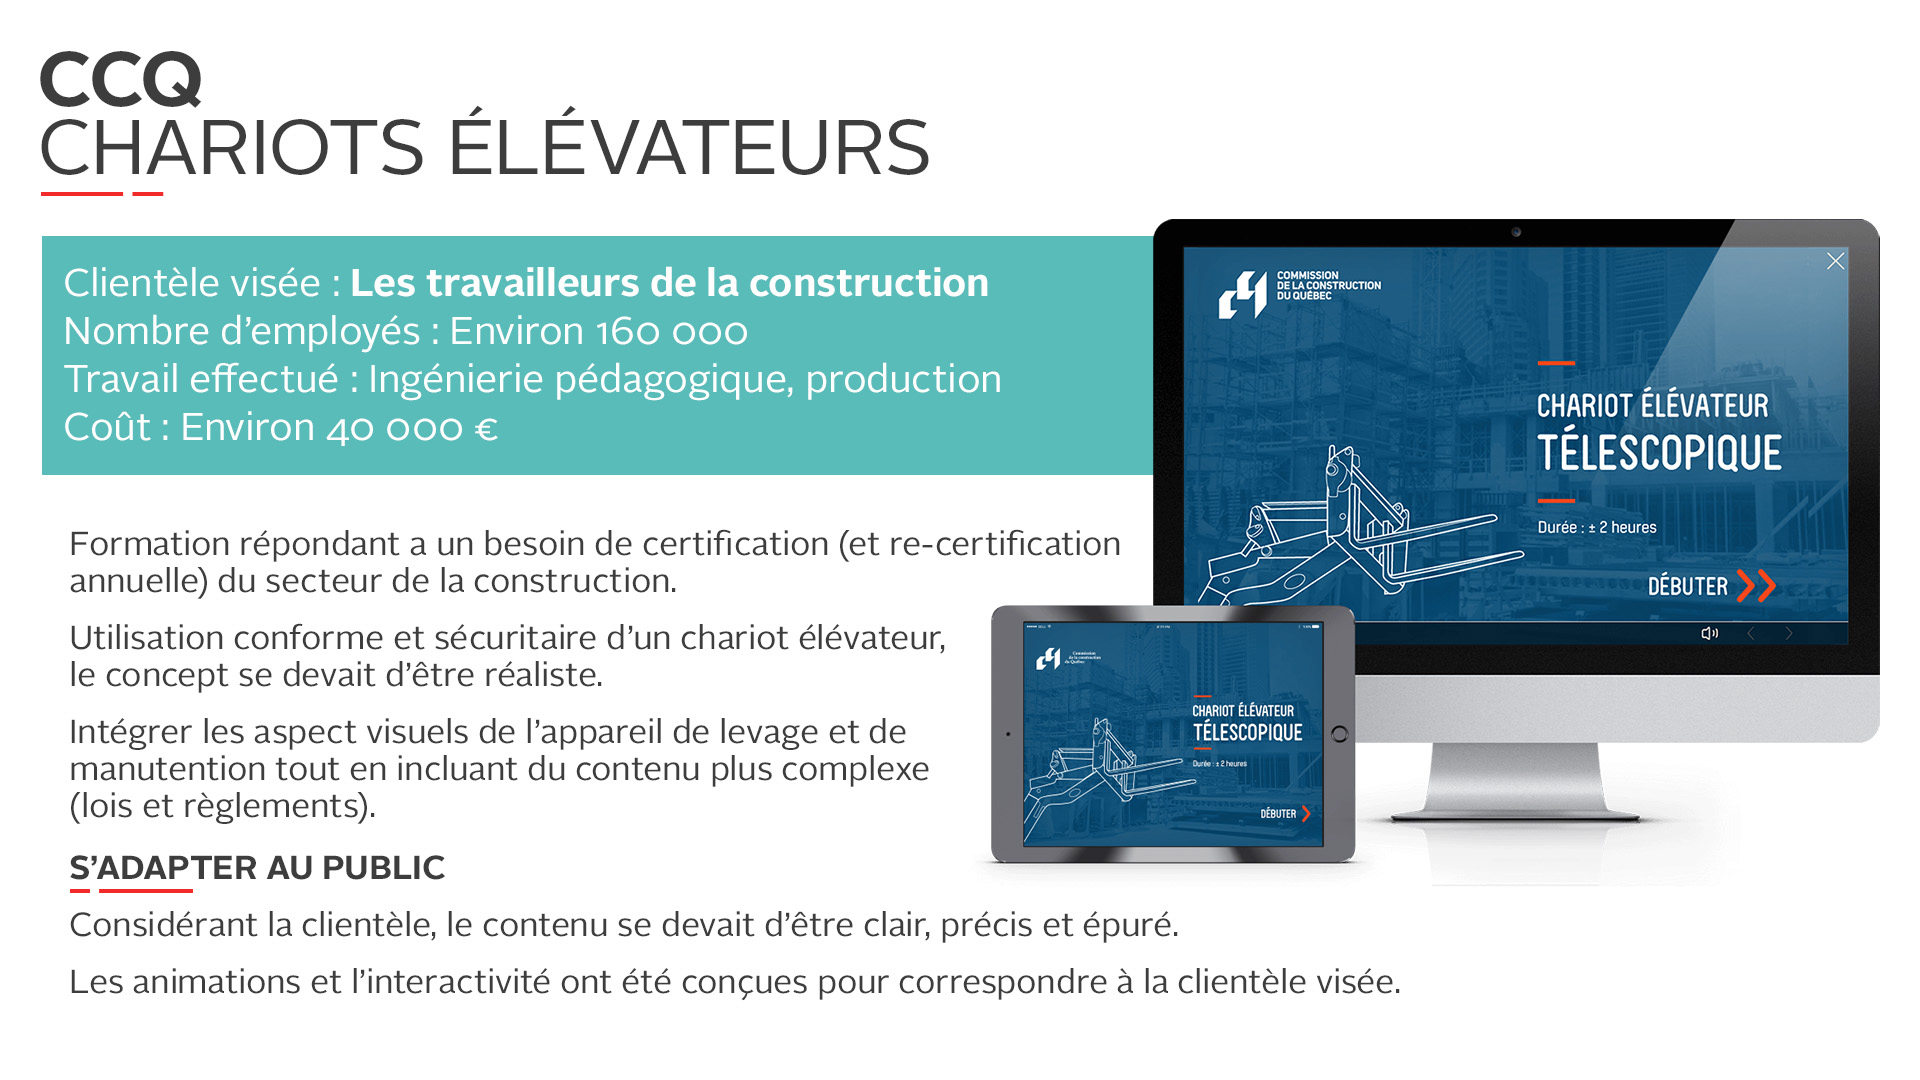 CCQ
CHARIOTS ÉLÉVATEURS
Clientèle visée : Les travailleurs de la construction
Nombre d’employés : Environ 160 000
Travail effectué : Ingénierie pédagogique, production
Coût : Environ 40 000 €
Formation répondant a un besoin de certification (et re-certification
annuelle) du secteur de la construction.
Utilisation conforme et sécuritaire d’un chariot élévateur,
le concept se devait d’être réaliste.
Intégrer les aspect visuels de l’appareil de levage et de
manutention tout en incluant du contenu plus complexe
(lois et règlements).
S’ADAPTER AU PUBLIC
Considérant la clientèle, le contenu se devait d’être clair, précis et épuré.
Les animations et l’interactivité ont été conçues pour correspondre à la clientèle visée.
COMMISSION
DE LA CONSTRUCTION
DU QUÉBEC
CHARIOT ÉLÉVATEUR
TÉLESCOPIQUE
Durée : ± 2 heures
DÉBUTER
Commission
de la construction
du Québec
CHARIOT ÉLÉVATEUR
TÉLESCOPIQUE
Durée : ± 2 heures
DÉBUTER